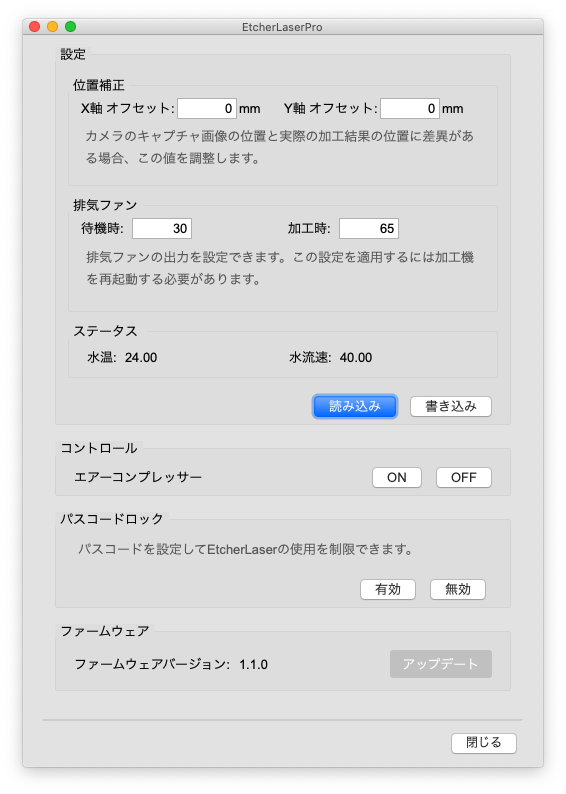 EtcherLaserPro
設定
位置補正
X軸 オフセット: 0 mm Y軸 オフセット: 0 mm
カメラのキャプチャ画像の位置と実際の加工結果の位置に差異があ
る場合、この値を調整します。
排気ファン
待機時: 30 加工時: 65
排気ファンの出力を設定できます。この設定を適用するには加工機
を再起動する必要があります。
ステータス
水温: 24.00 水流速: 40.00
読み込み 書き込み
コントロール
エアーコンプレッサー ON OFF
パスコードロック
パスコードを設定してEtcherLaserの使用を制限できます。
有効 無効
ファームウェア
ファームウェアバージョン: 1.1.0 アップデート
閉じる